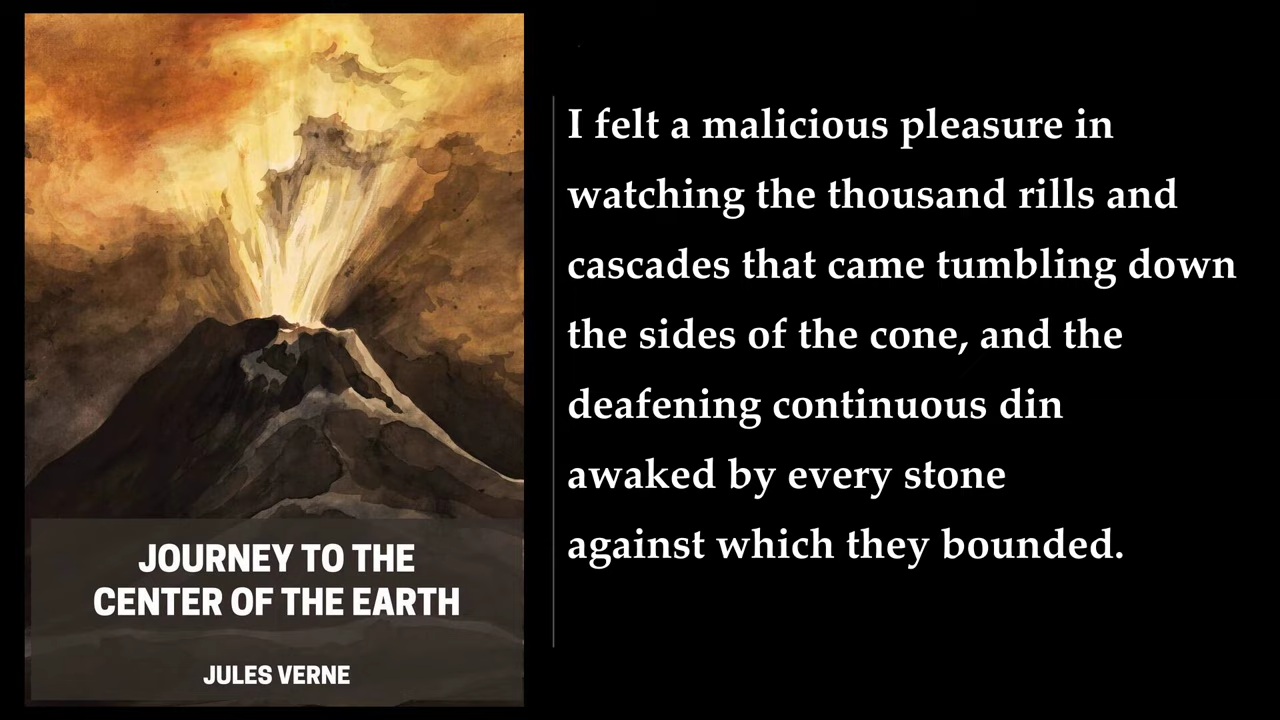 JOURNEY TO THE
CENTER OF THE EARTH
JULES VERNE
I felt a malicious pleasure in
watching the thousand rills and
cascades that came tumbling down
the sides of the cone, and the
deafening continuous din
awaked by every stone
against which they bounded.